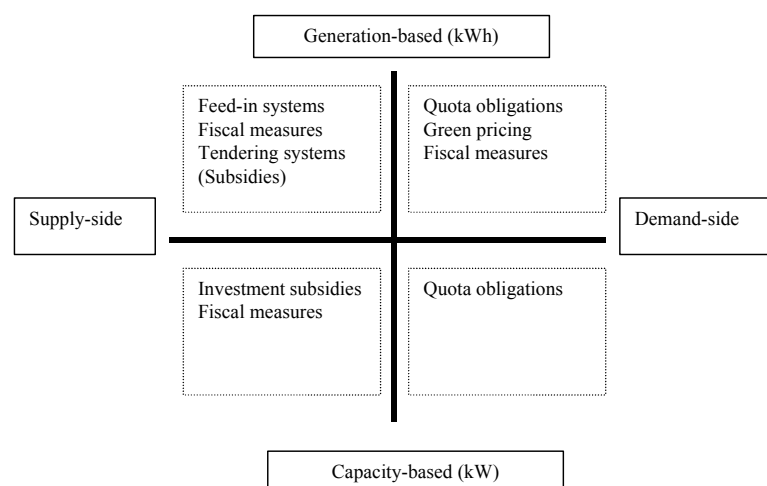 Generation-based (kWh)
Feed-in systems
Fiscal measures
Tendering systems
(Subsidies)
Quota obligations
Green pricing
Fiscal measures
Supply-side
Demand-side
Investment subsidies
Fiscal measures
Quota obligations
Capacity-based (kW)